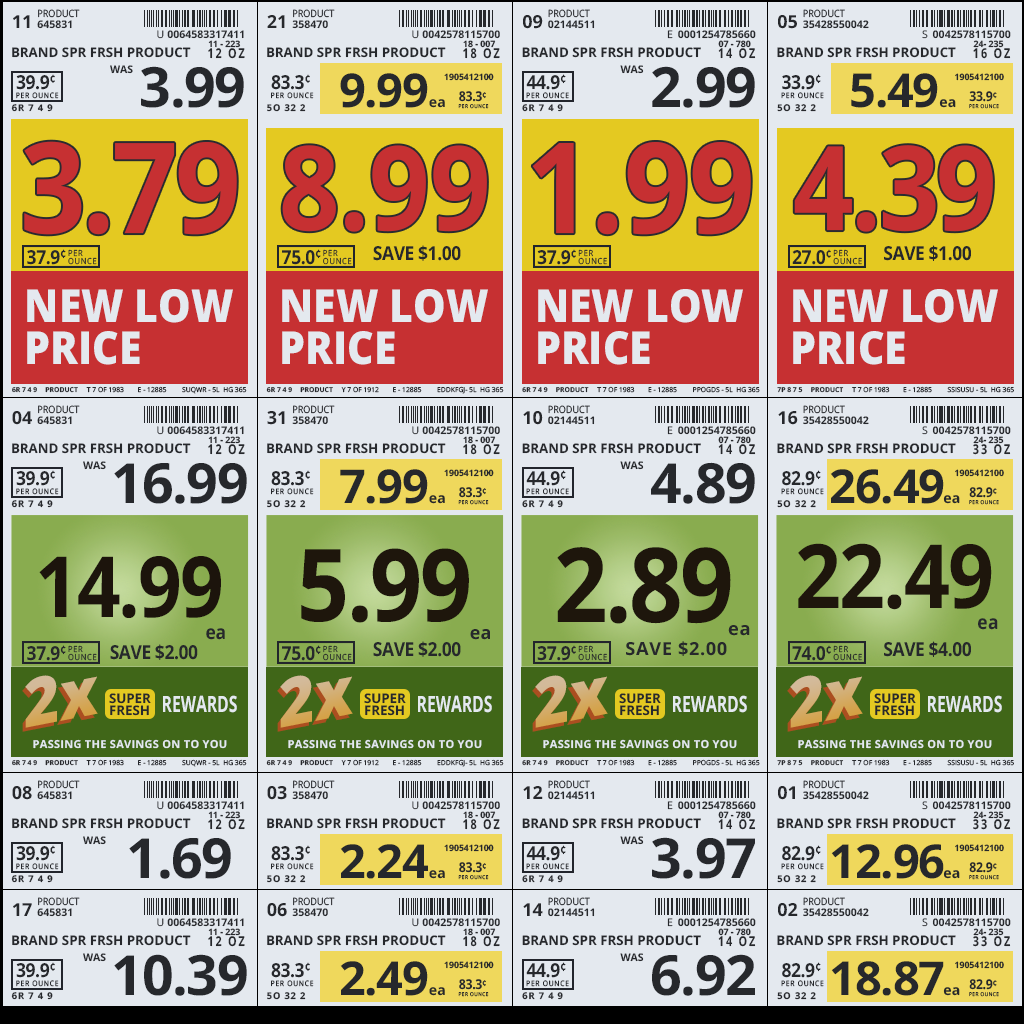 11 PRODUCT
645831
U 0064583317411
11 - 223
BRAND SPR FRSH PRODUCT 12 OZ
39.9¢
PER OUNCE
6R 7 4 9
WAS 3.99
3.79
37.9¢ PER OUNCE
NEW LOW
PRICE
6R 7 4 9 PRODUCT T 7 OF 1983 E - 12885 SUQWR - 5L HG 365
21 PRODUCT
358470
U 0042578115700
18 - 007
BRAND SPR FRSH PRODUCT 18 OZ
83.3¢
PER OUNCE
5O 32 2
9.99 ea
1905412100
83.3¢
PER OUNCE
8.99
75.0¢ PER OUNCE SAVE $1.00
NEW LOW
PRICE
6R 7 4 9 PRODUCT Y 7 OF 1912 E - 12885 EDDKFGJ- 5L HG 365
09 PRODUCT
02144511
E 0001254785660
07 - 780
BRAND SPR FRSH PRODUCT 14 OZ
44.9¢
PER OUNCE
6R 7 4 9
WAS 2.99
1.99
37.9¢ PER OUNCE
NEW LOW
PRICE
6R 7 4 9 PRODUCT T 7 OF 1983 E - 12885 PPOGDS - 5L HG 365
05 PRODUCT
35428550042
S 0042578115700
24- 235
BRAND SPR FRSH PRODUCT 16 OZ
33.9¢
PER OUNCE
5O 32 2
5.49 ea
1905412100
33.9¢
PER OUNCE
4.39
27.0¢ PER OUNCE SAVE $1.00
NEW LOW
PRICE
7P 8 7 5 PRODUCT T 7 OF 1983 E - 12885 SSISUSU - 5L HG 365
04 PRODUCT
645831
U 0064583317411
11 - 223
BRAND SPR FRSH PRODUCT 12 OZ
39.9¢
PER OUNCE
6R 7 4 9
WAS 16.99
14.99
ea
37.9¢ PER OUNCE SAVE $2.00
2X SUPER FRESH REWARDS
PASSING THE SAVINGS ON TO YOU
6R 7 4 9 PRODUCT T 7 OF 1983 E - 12885 SUQWR - 5L HG 365
31 PRODUCT
358470
U 0042578115700
18 - 007
BRAND SPR FRSH PRODUCT 18 OZ
83.3¢
PER OUNCE
5O 32 2
7.99 ea
1905412100
83.3¢
PER OUNCE
5.99
ea
75.0¢ PER OUNCE SAVE $2.00
2X SUPER FRESH REWARDS
PASSING THE SAVINGS ON TO YOU
6R 7 4 9 PRODUCT Y 7 OF 1912 E - 12885 EDDKFGJ- 5L HG 365
10 PRODUCT
02144511
E 0001254785660
07 - 780
BRAND SPR FRSH PRODUCT 14 OZ
44.9¢
PER OUNCE
6R 7 4 9
WAS 4.89
2.89
ea
37.9¢ PER OUNCE SAVE $2.00
2X SUPER FRESH REWARDS
PASSING THE SAVINGS ON TO YOU
6R 7 4 9 PRODUCT T 7 OF 1983 E - 12885 PPOGDS - 5L HG 365
16 PRODUCT
35428550042
S 0042578115700
24- 235
BRAND SPR FRSH PRODUCT 33 OZ
82.9¢
PER OUNCE
5O 32 2
26.49 ea
1905412100
82.9¢
PER OUNCE
22.49
ea
74.0¢ PER OUNCE SAVE $4.00
2X SUPER FRESH REWARDS
PASSING THE SAVINGS ON TO YOU
7P 8 7 5 PRODUCT T 7 OF 1983 E - 12885 SSISUSU - 5L HG 365
08 PRODUCT
645831
U 0064583317411
11 - 223
BRAND SPR FRSH PRODUCT 12 OZ
39.9¢
PER OUNCE
6R 7 4 9
WAS 1.69
03 PRODUCT
358470
U 0042578115700
18 - 007
BRAND SPR FRSH PRODUCT 18 OZ
83.3¢
PER OUNCE
5O 32 2
2.24 ea
1905412100
83.3¢
PER OUNCE
12 PRODUCT
02144511
E 0001254785660
07 - 780
BRAND SPR FRSH PRODUCT 14 OZ
44.9¢
PER OUNCE
6R 7 4 9
WAS 3.97
01 PRODUCT
35428550042
S 0042578115700
24- 235
BRAND SPR FRSH PRODUCT 33 OZ
82.9¢
PER OUNCE
5O 32 2
12.96 ea
1905412100
82.9¢
PER OUNCE
17 PRODUCT
645831
U 0064583317411
11 - 223
BRAND SPR FRSH PRODUCT 12 OZ
39.9¢
PER OUNCE
6R 7 4 9
WAS 10.39
06 PRODUCT
358470
U 0042578115700
18 - 007
BRAND SPR FRSH PRODUCT 18 OZ
83.3¢
PER OUNCE
5O 32 2
2.49 ea
1905412100
83.3¢
PER OUNCE
14 PRODUCT
02144511
E 0001254785660
07 - 780
BRAND SPR FRSH PRODUCT 14 OZ
44.9¢
PER OUNCE
6R 7 4 9
WAS 6.92
02 PRODUCT
35428550042
S 0042578115700
24- 235
BRAND SPR FRSH PRODUCT 33 OZ
82.9¢
PER OUNCE
5O 32 2
18.87 ea
1905412100
82.9¢
PER OUNCE